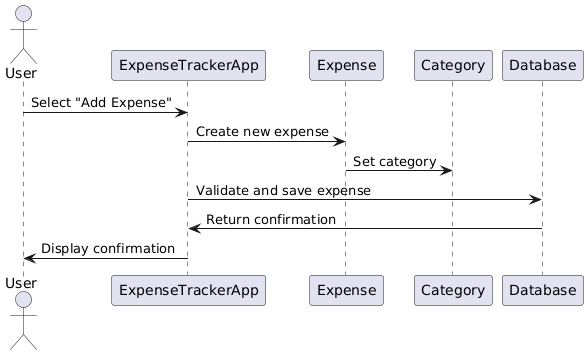 User
ExpenseTrackerApp
Expense
Category
Database
Select "Add Expense"
Create new expense
Set category
Validate and save expense
Return confirmation
Display confirmation
User
ExpenseTrackerApp
Expense
Category
Database